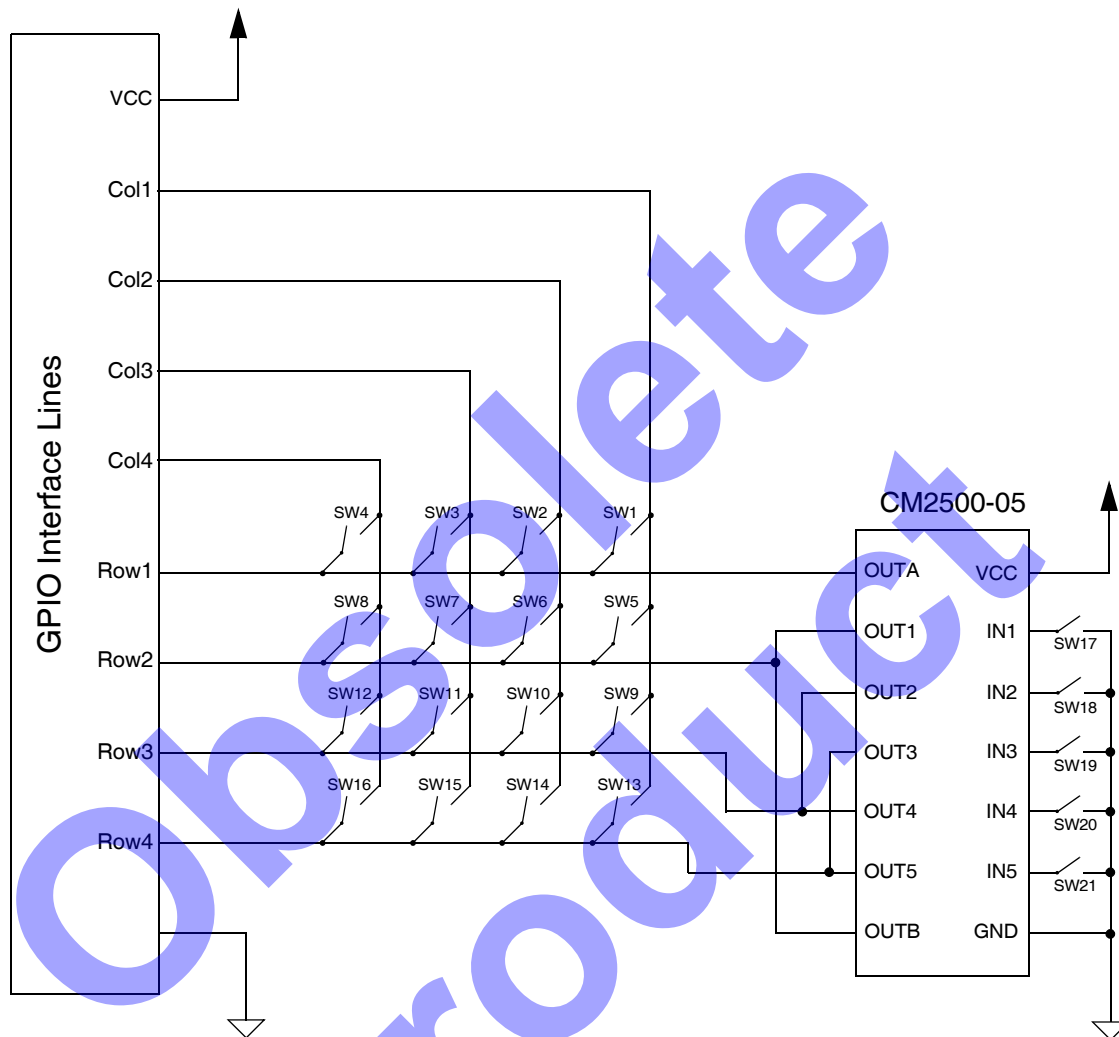 VCC
Col1
Col2
Col3
Col4
GPIO Interface Lines
CM2500-05
SW4 SW3 SW2 SW1
Row1
OUTA VCC
SW8 SW7 SW6 SW5
OUT1 IN1
SW17
Row2
SW12 SW11 SW10 SW9
OUT2 IN2
SW18
Row3
OUT3 IN3
SW19
SW16 SW15 SW14 SW13
OUT4 IN4
SW20
Row4
OUT5 IN5
SW21
OUTB GND
Obsolete
roduct